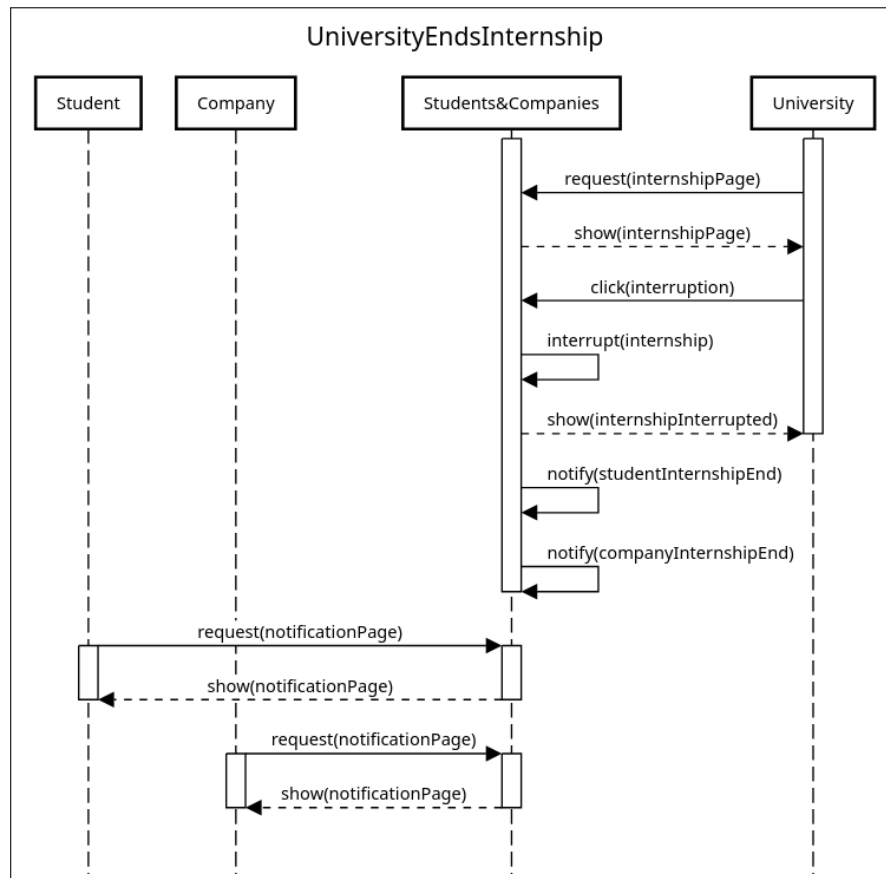 UniversityEndsInternship
Student
Company
Students&Companies
University
request(internshipPage)
show(internshipPage)
click(interruption)
interrupt(internship)
show(internshipInterrupted)
notify(studentInternshipEnd)
notify(companyInternshipEnd)
request(notificationPage)
show(notificationPage)
request(notificationPage)
show(notificationPage)